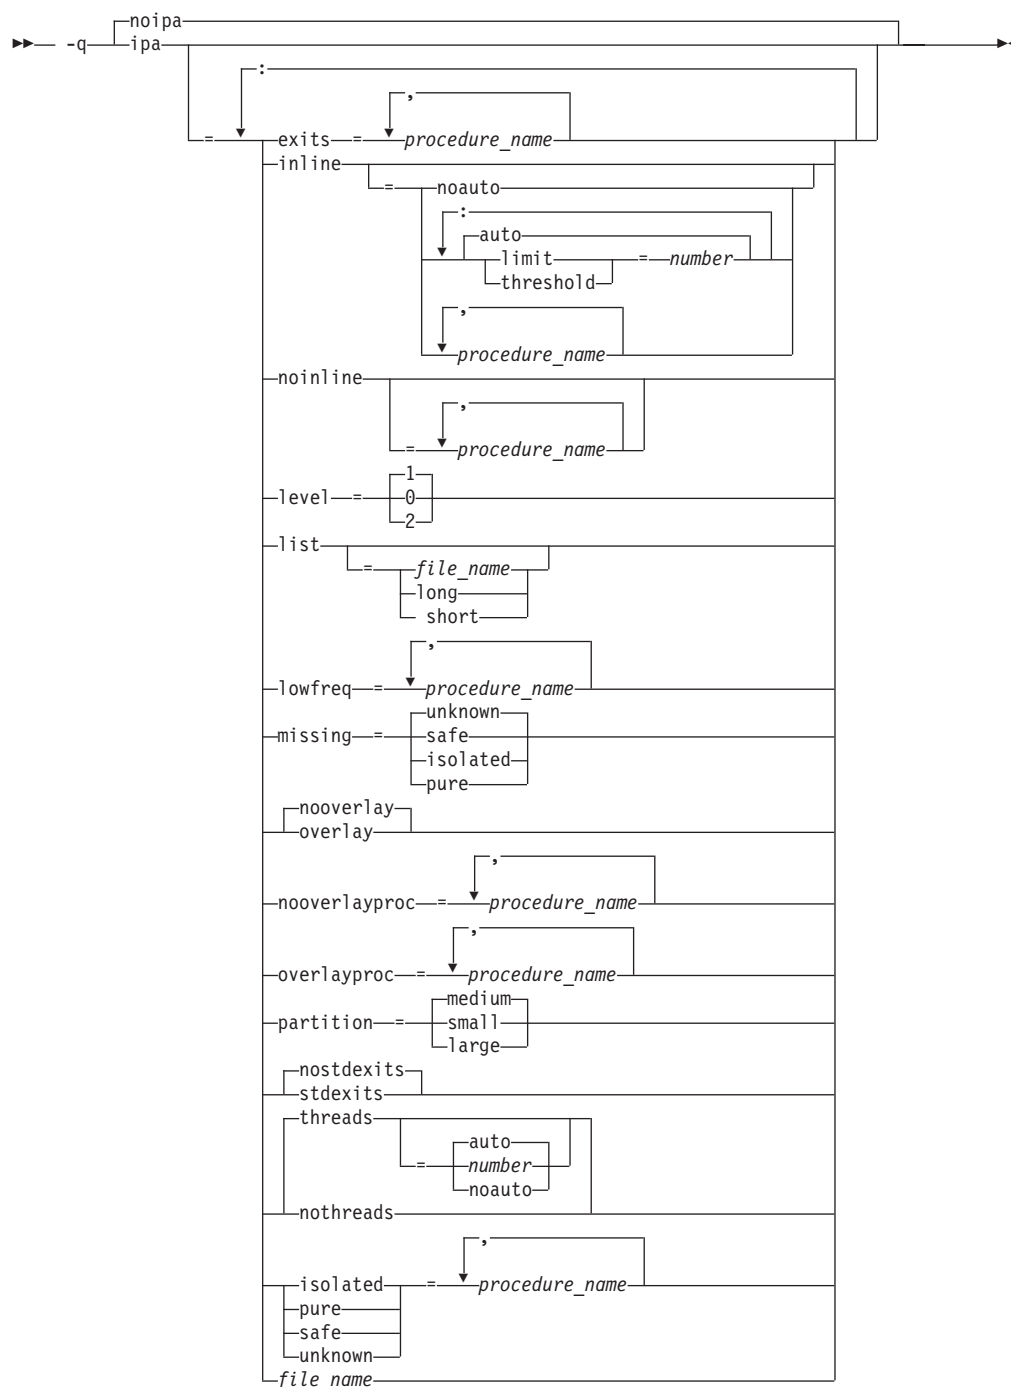 noipa
-q ipa
:
,
= exits = procedure_name
inline
= noauto
:
auto
limit = number
threshold
,
procedure_name
noinline
,
= procedure_name
1
level = 0
2
list
= file_name
long
short
,
lowfreq = procedure_name
unknown
missing = safe
isolated
pure
nooverlay
overlay
,
nooverlayproc = procedure_name
,
overlayproc = procedure_name
medium
partition = small
large
nostdexits
stdexits
threads
auto
= number
noauto
nothreads
,
isolated = procedure_name
pure
safe
unknown
file_name